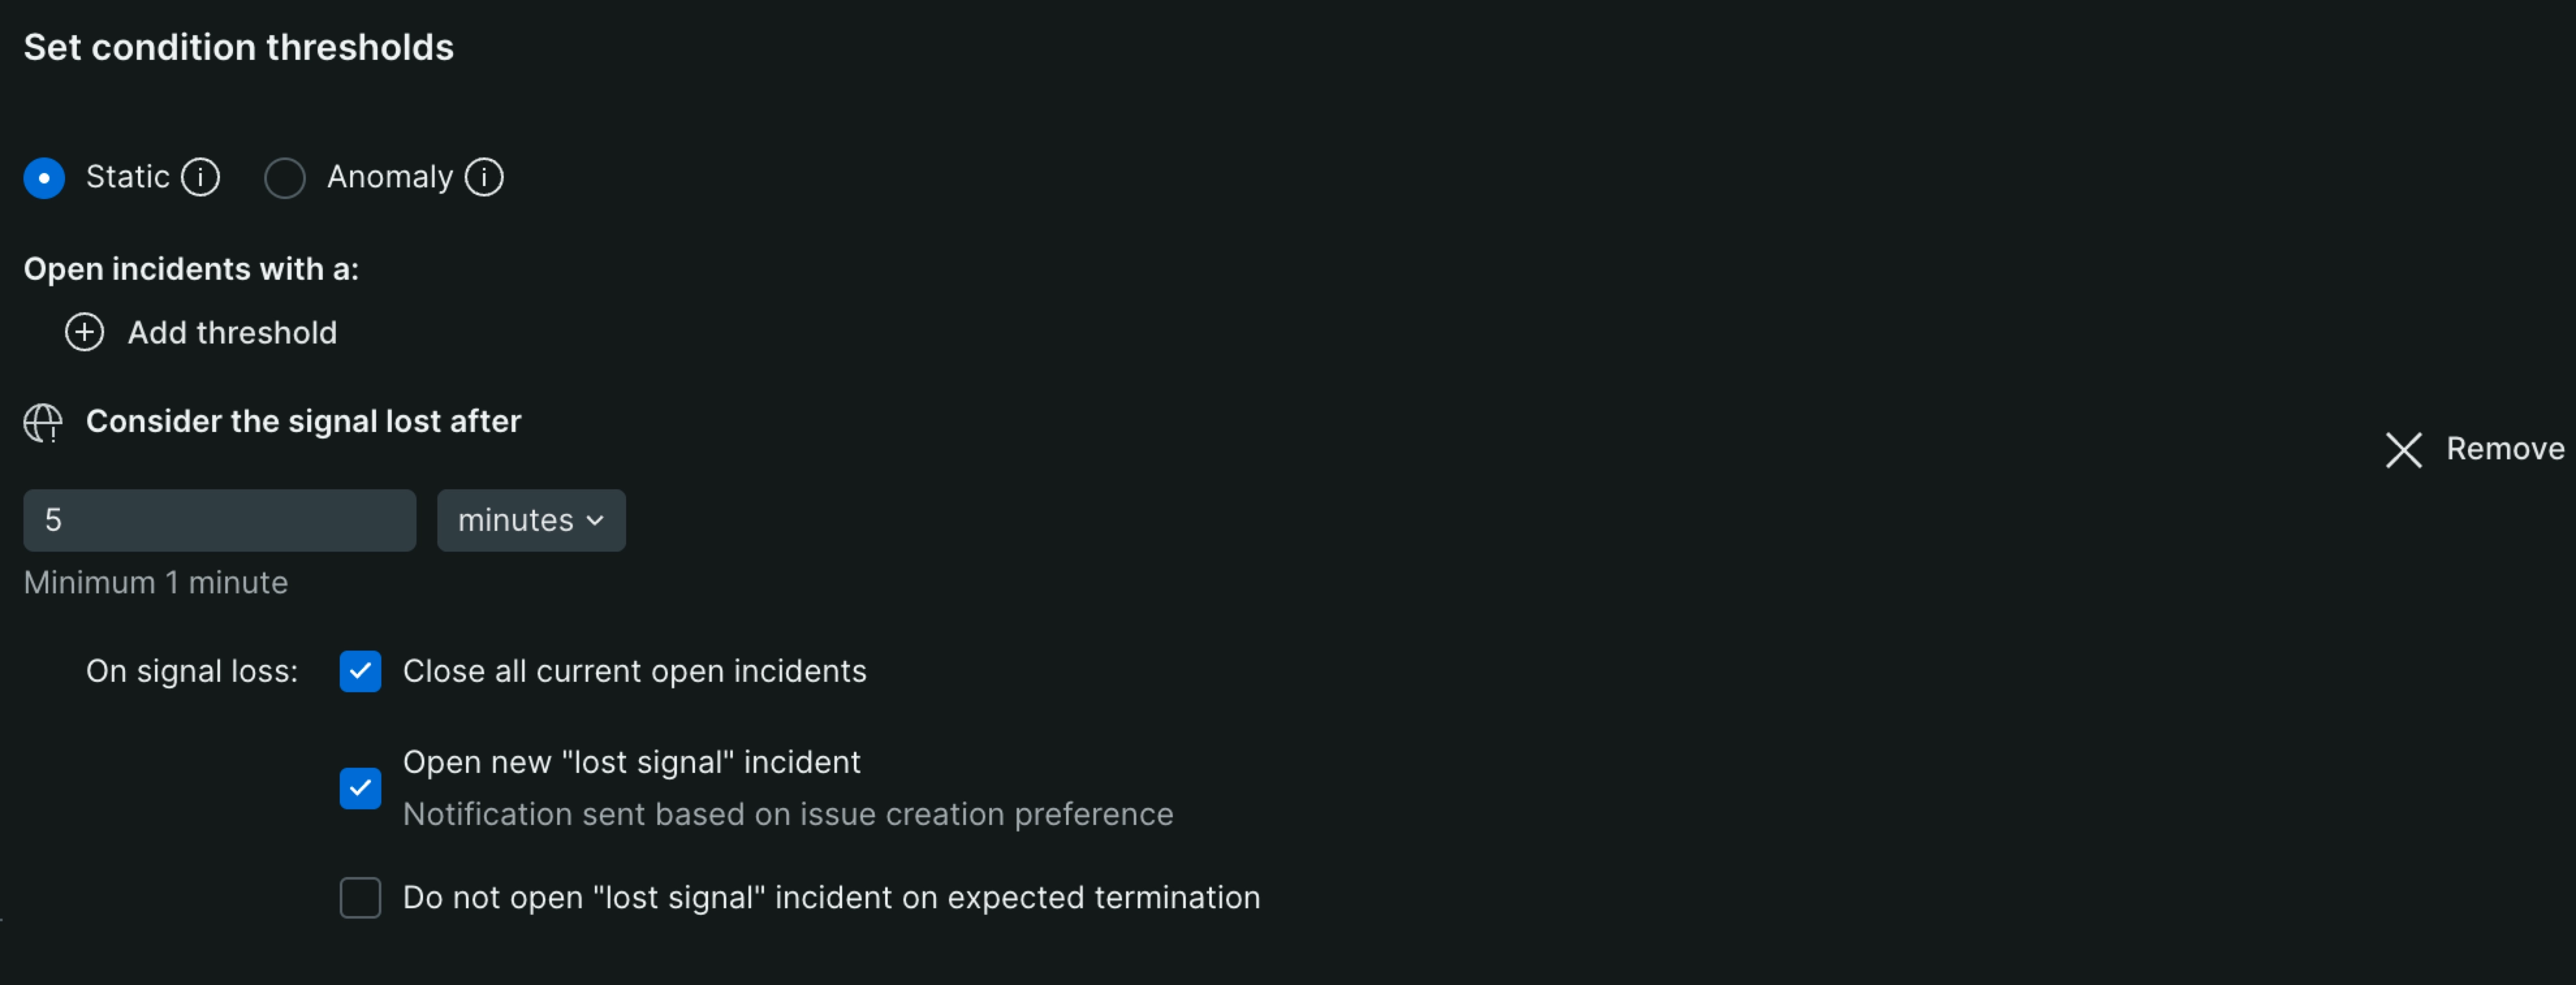 Set condition thresholds
Static Anomaly
Open incidents with a:
Add threshold
Consider the signal lost after
Remove
5 minutes
Minimum 1 minute
On signal loss: Close all current open incidents
Open new "lost signal" incident
Notification sent based on issue creation preference
Do not open "lost signal" incident on expected termination